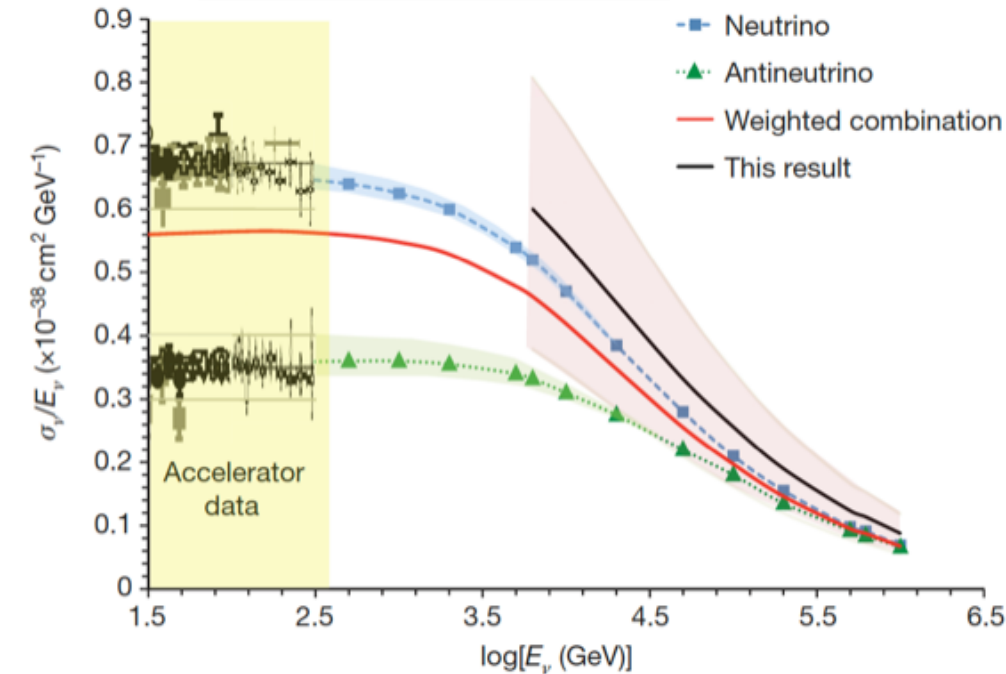 0.9
0.8
0.7
0.6
0.5
0.4
0.3
0.2
0.1
0
σν/Eν (×10⁻³⁸ cm² GeV⁻¹)
Neutrino
Antineutrino
Weighted combination
This result
Accelerator
data
1.5 2.5 3.5 4.5 5.5 6.5
log[Eν (GeV)]